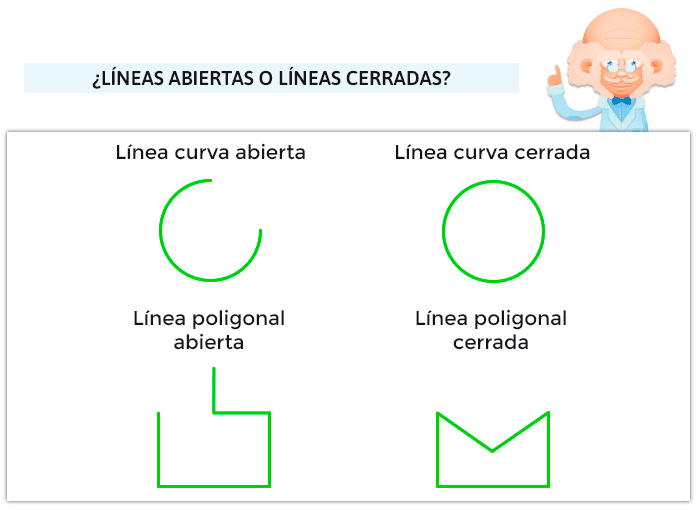 ¿LÍNEAS ABIERTAS O LÍNEAS CERRADAS?
Línea curva abierta
Línea curva cerrada
Línea poligonal
abierta
Línea poligonal
cerrada